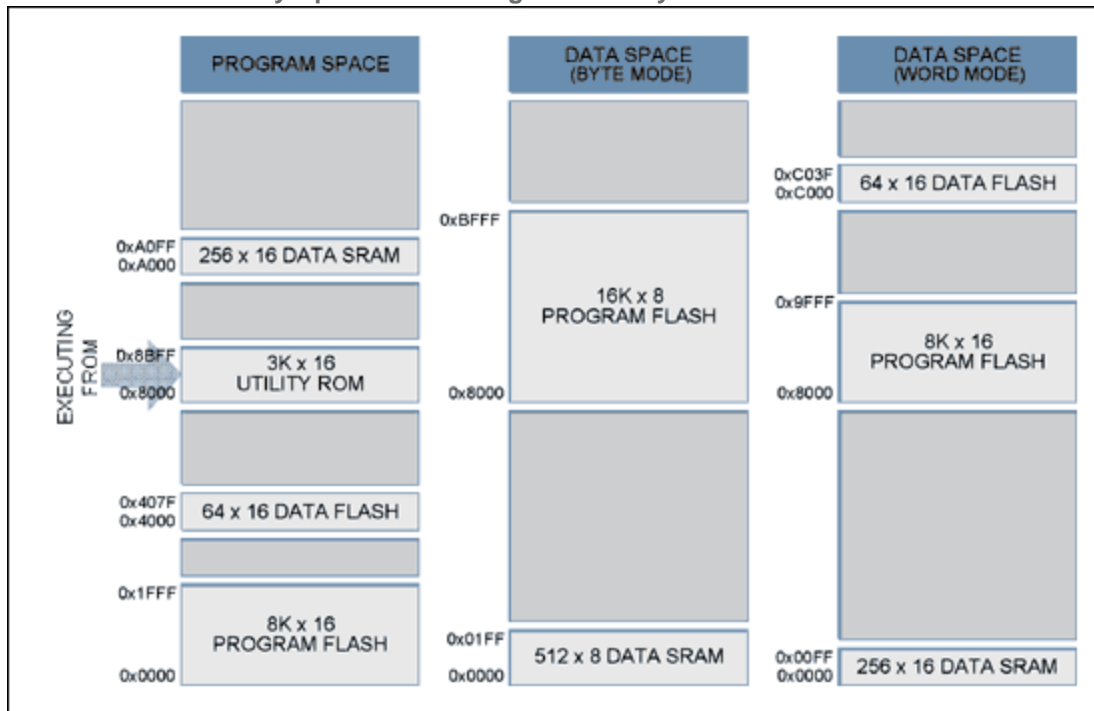 PROGRAM SPACE
0xA0FF
0xA000
256 x 16 DATA SRAM
EXECUTING
FROM
0x8BFF
0x8000
3K x 16
UTILITY ROM
0x407F
0x4000
64 x 16 DATA FLASH
0x1FFF
8K x 16
PROGRAM FLASH
0x0000
DATA SPACE
(BYTE MODE)
0xBFFF
16K x 8
PROGRAM FLASH
0x8000
0x01FF
512 x 8 DATA SRAM
0x0000
DATA SPACE
(WORD MODE)
0xC03F
0xC000
64 x 16 DATA FLASH
0x9FFF
8K x 16
PROGRAM FLASH
0x8000
0x00FF
0x0000
256 x 16 DATA SRAM